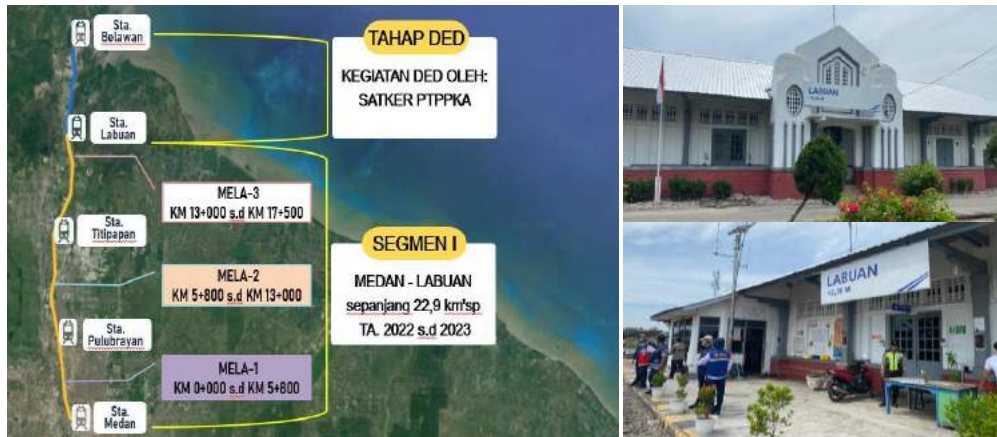 Sta.
Belawan
TAHAP DED
KEGIATAN DED OLEH:
SATKER PTPPKA
Sta.
Labuan
MELA-3
KM 13+000 s.d KM 17+500
Sta.
Titipapan
SEGMEN I
MEDAN - LABUAN
sepanjang 22,9 km'sp
TA. 2022 s.d 2023
MELA-2
KM 5+800 s.d KM 13+000
Sta.
Pulubrayan
MELA-1
KM 0+000 s.d KM 5+800
Sta.
Medan
LABUAN
LABUAN